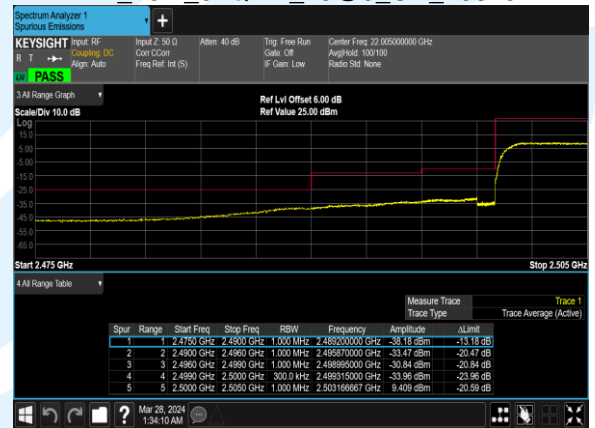 Spectrum Analyzer 1
Spurious Emissions
KEYSIGHT Input: RF Input Z: 50 Ω Atten: 40 dB Trig: Free Run Center Freq: 22.005000000 GHz
R T Coupling: DC Corr CCorr Gate: Off Avg|Hold: 100/100
Align: Auto Freq Ref: Int (S) IF Gain: Low Radio Std: None
LV PASS
3 All Range Graph
Ref Lvl Offset 6.00 dB
Scale/Div 10.0 dB Ref Value 25.00 dBm
Log
15.0
5.00
-5.00
-15.0
-25.0
-35.0
-45.0
-55.0
-65.0
Start 2.475 GHz Stop 2.505 GHz
4 All Range Table
Measure Trace Trace 1
Trace Type Trace Average (Active)
Spur Range Start Freq Stop Freq RBW Frequency Amplitude ΔLimit
1 1 2.4750 GHz 2.4900 GHz 1.000 MHz 2.489200000 GHz -38.18 dBm -13.18 dB
2 2 2.4900 GHz 2.4960 GHz 1.000 MHz 2.495870000 GHz -33.47 dBm -20.47 dB
3 3 2.4960 GHz 2.4990 GHz 1.000 MHz 2.498995000 GHz -30.84 dBm -20.84 dB
4 4 2.4990 GHz 2.5000 GHz 300.0 kHz 2.499315000 GHz -33.96 dBm -23.96 dB
5 5 2.5000 GHz 2.5050 GHz 1.000 MHz 2.503166667 GHz 9.409 dBm -20.59 dB
Mar 28, 2024
1:34:10 AM